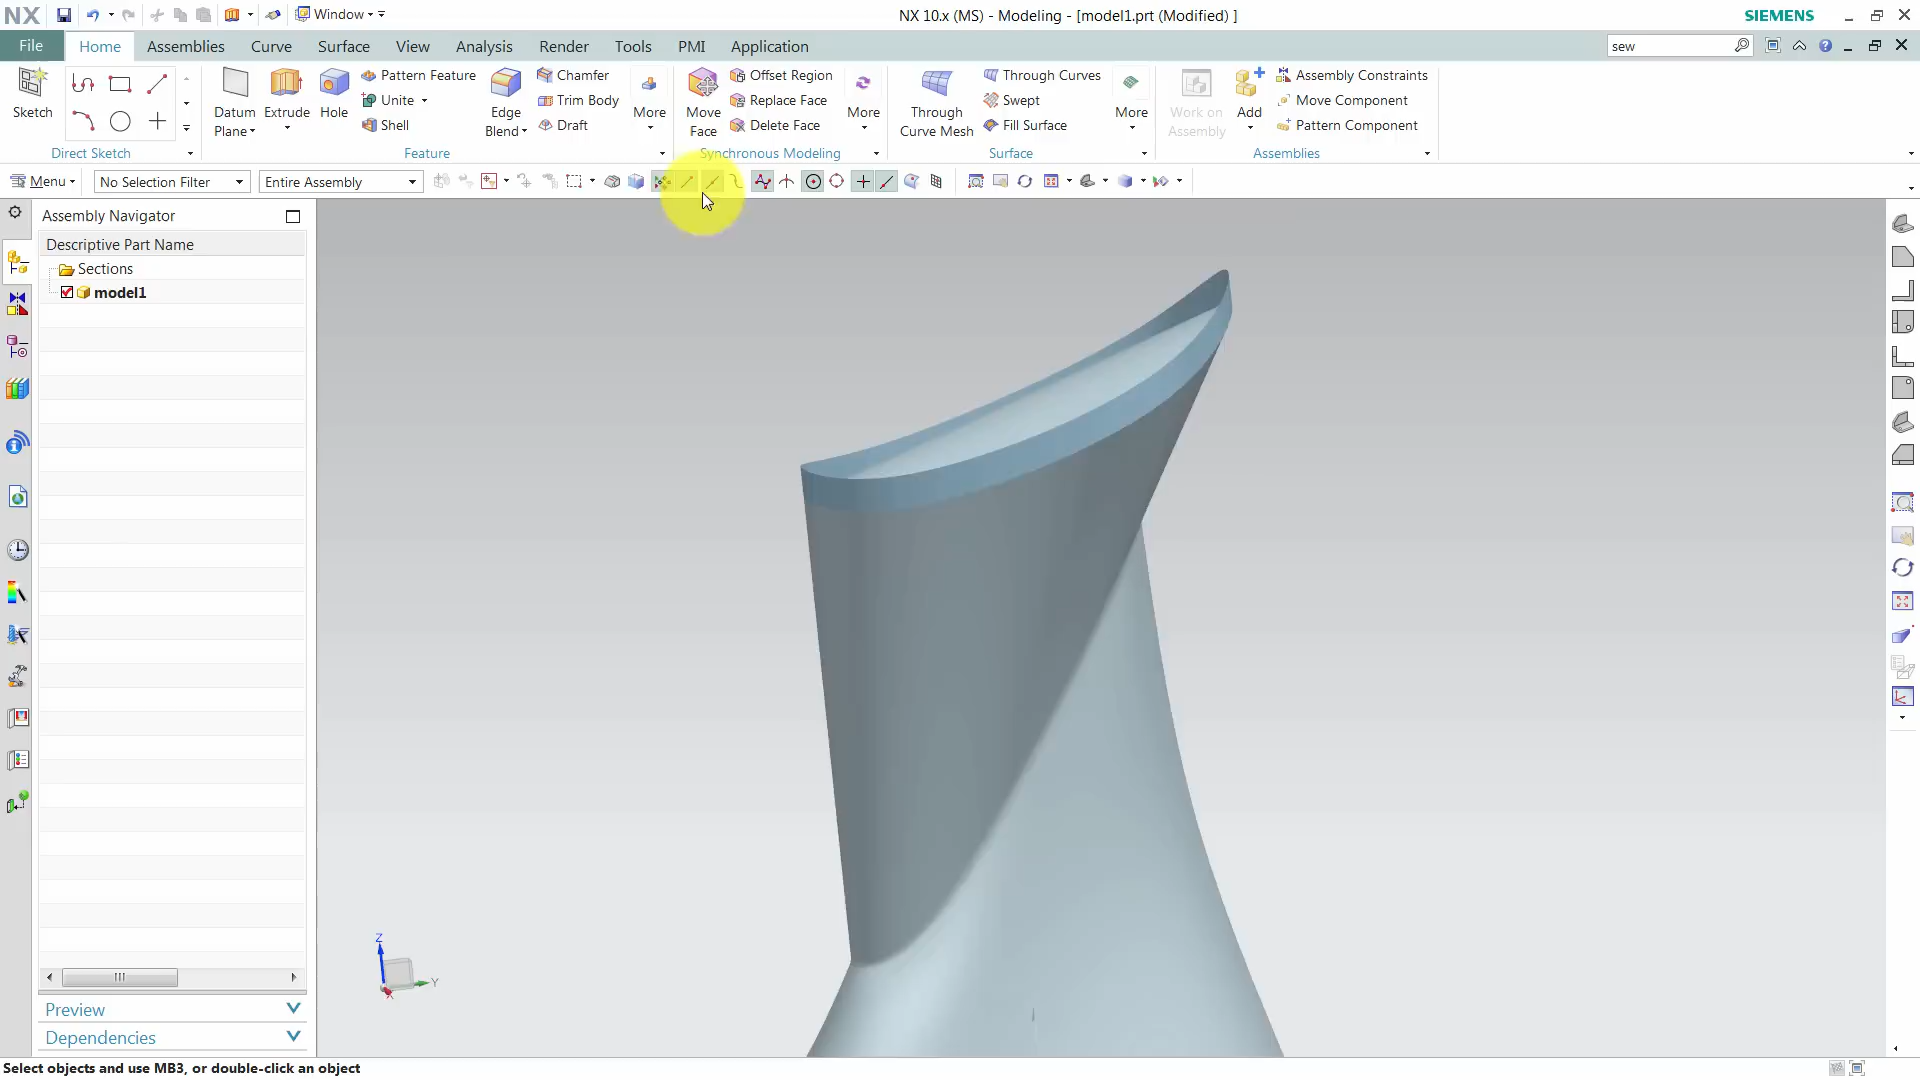 NX
Window
NX 10.x (MS) - Modeling - [model1.prt (Modified) ]
SIEMENS
File
Home
Assemblies
Curve
Surface
View
Analysis
Render
Tools
PMI
Application
sew
Sketch
Direct Sketch
Datum
Plane
Extrude
Hole
Pattern Feature
Unite
Shell
Edge
Blend
Chamfer
Trim Body
Draft
More
Feature
Move
Face
Offset Region
Replace Face
Delete Face
More
Synchronous Modeling
Through
Curve Mesh
Through Curves
Swept
Fill Surface
More
Surface
Work on
Assembly
Add
Assembly Constraints
Move Component
Pattern Component
Assemblies
Menu
No Selection Filter
Entire Assembly
Assembly Navigator
Descriptive Part Name
Sections
model1
Z
Y
X
Preview
Dependencies
Select objects and use MB3, or double-click an object